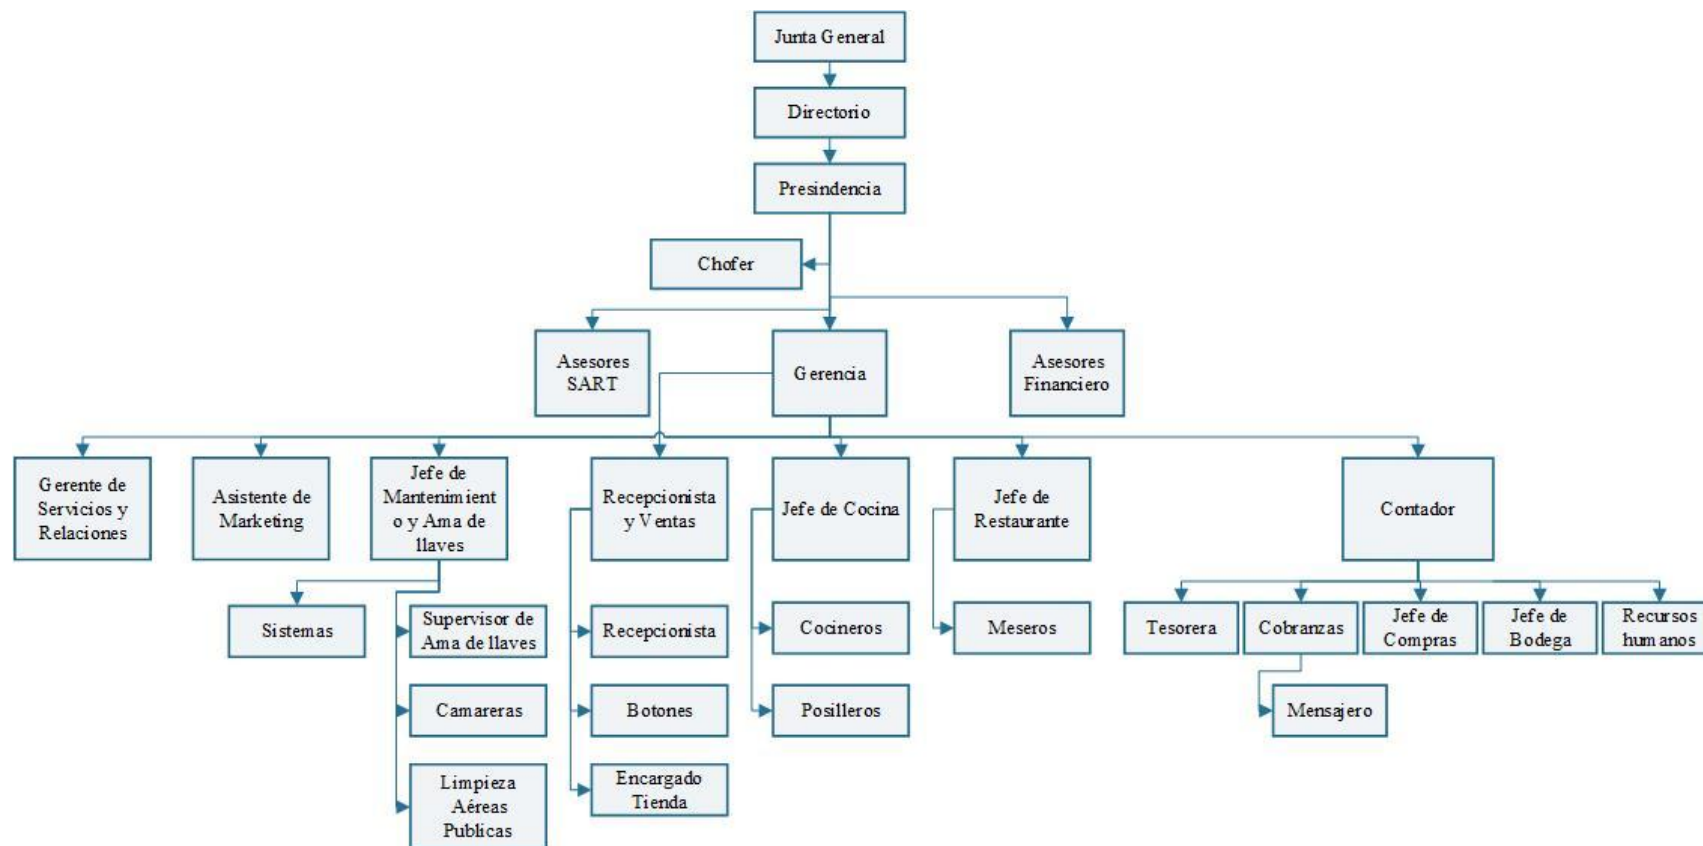 Junta General
Directorio
Presindencia
Chofer
Asesores
SART
Gerencia
Asesores
Financiero
Gerente de
Servicios y
Relaciones
Asistente de
Marketing
Jefe de
Mantenimient
o y Ama de
llaves
Recepcionista
y Ventas
Jefe de Cocina
Jefe de
Restaurante
Contador
Sistemas
Supervisor de
Ama de llaves
Recepcionista
Cocineros
Meseros
Tesorera
Cobranzas
Jefe de
Compras
Jefe de
Bodega
Recursos
humanos
Camareras
Botones
Posilleros
Mensajero
Limpieza
Aéreas
Publicas
Encargado
Tienda